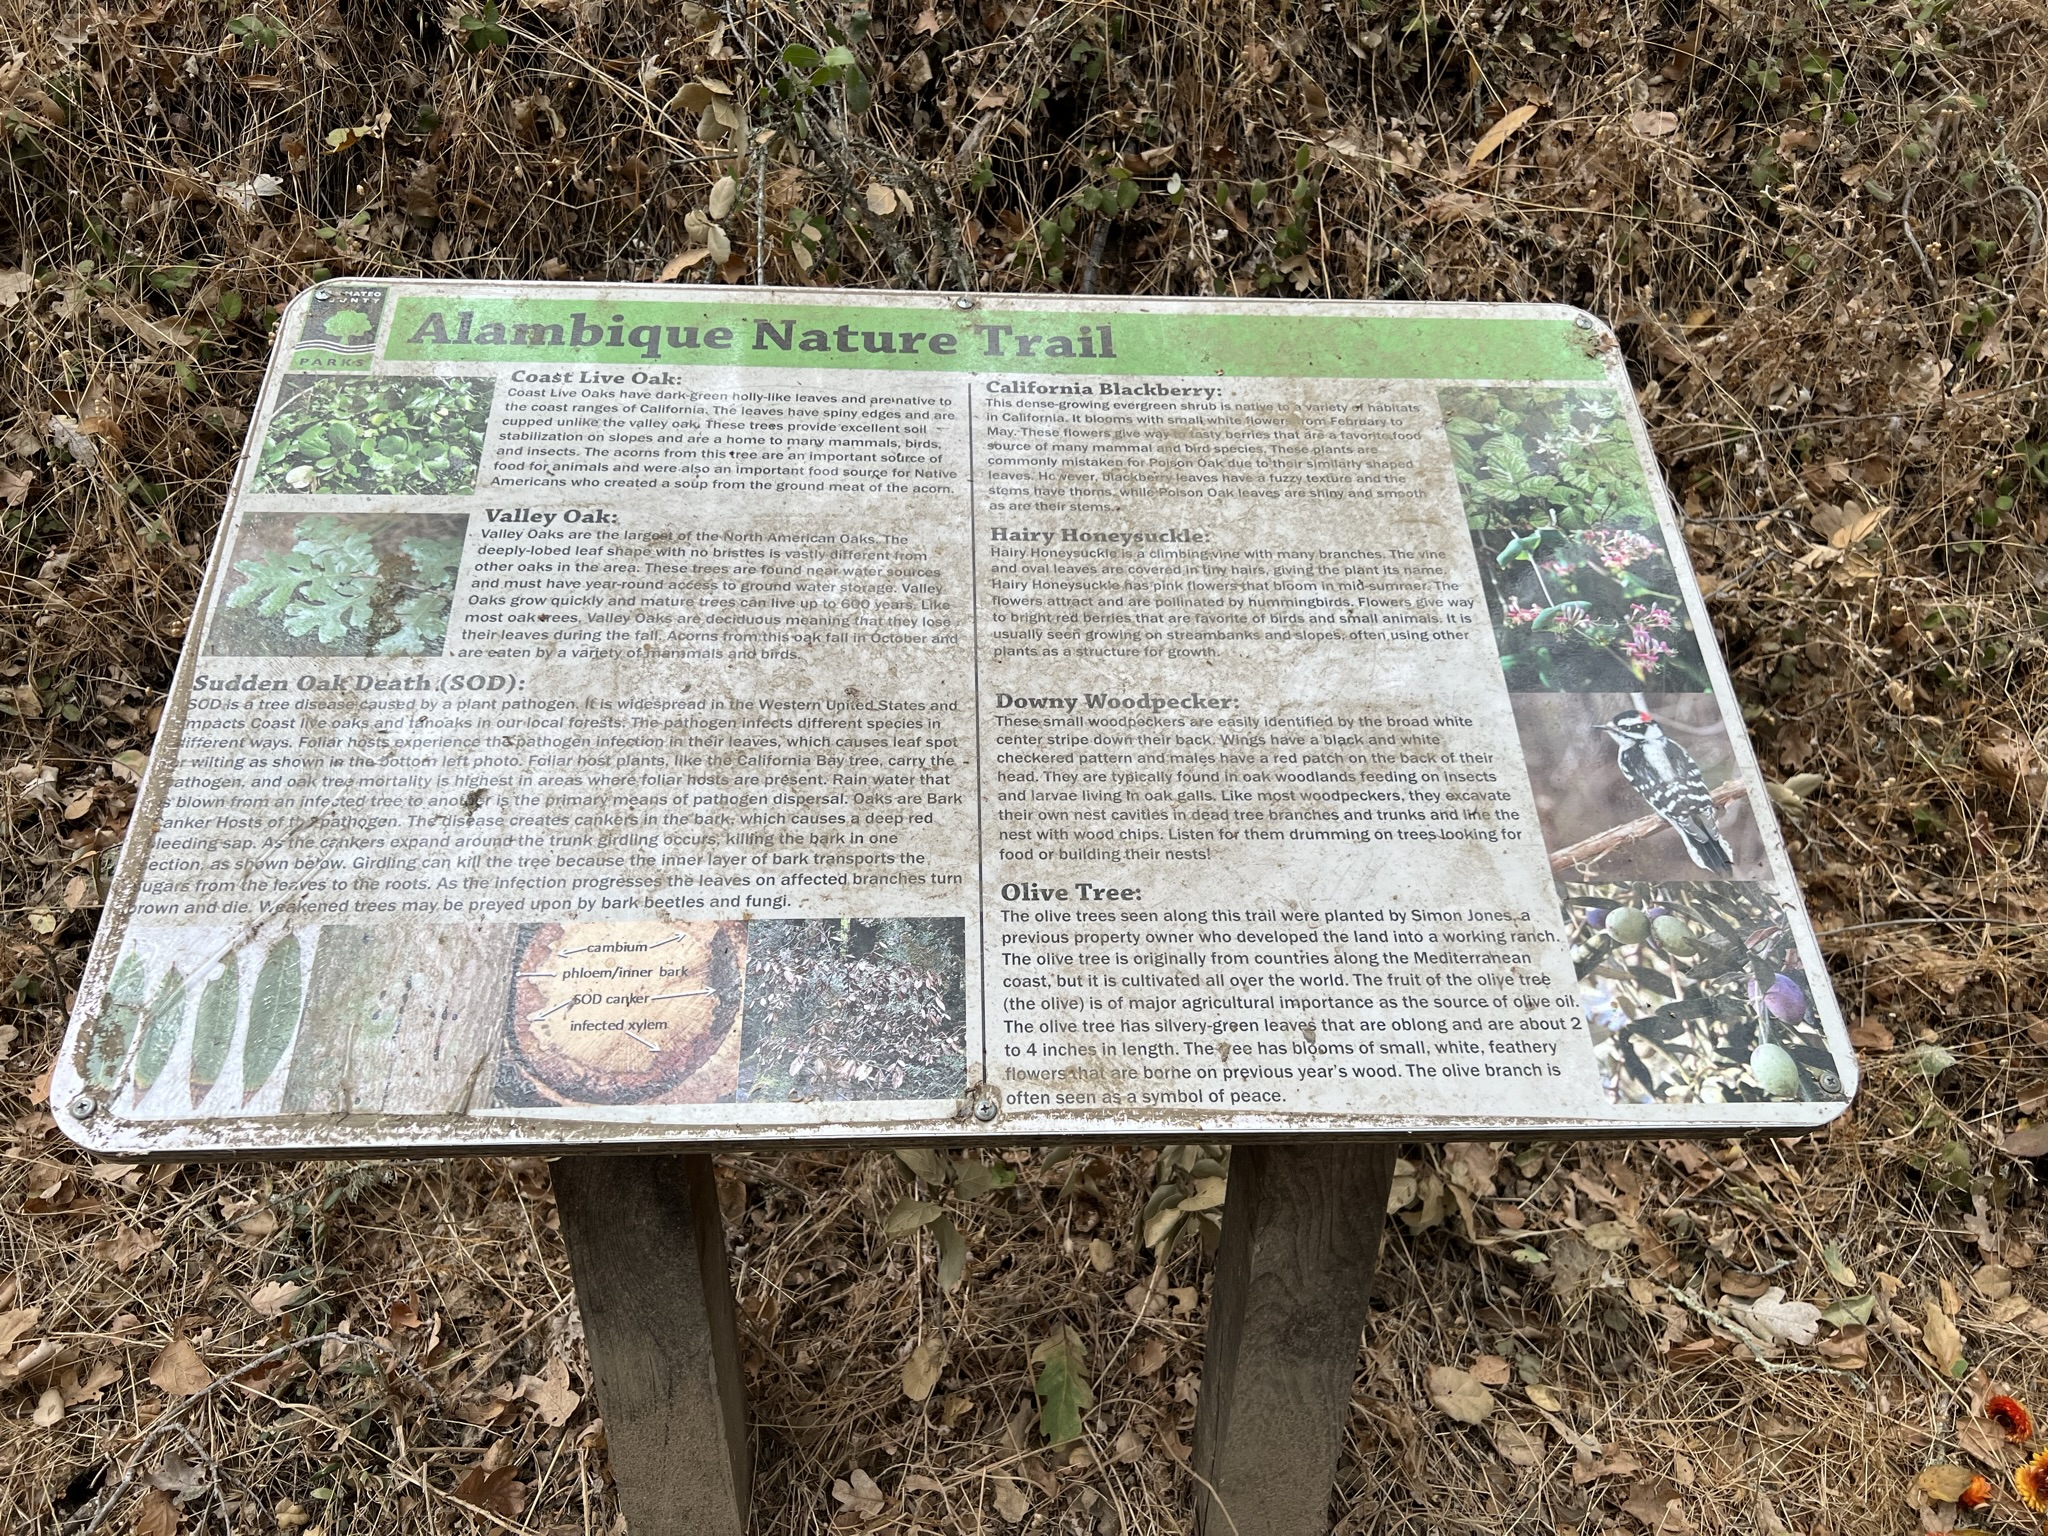 MATEO
UNTY
PARKS
Alambique Nature Trail
Coast Live Oak:
Coast Live Oaks have dark-green holly-like leaves and are native to
the coast ranges of California. The leaves have spiny edges and are
cupped unlike the valley oak. These trees provide excellent soil
stabilization on slopes and are a home to many mammals, birds,
and insects. The acorns from this tree are an important source of
food for animals and were also an important food source for Native
Americans who created a soup from the ground meat of the acorn.
Valley Oak:
Valley Oaks are the largest of the North American Oaks. The
deeply-lobed leaf shape with no bristles is vastly different from
other oaks in the area. These trees are found near water sources
and must have year-round access to ground water storage. Valley
Oaks grow quickly and mature trees can live up to 600 years. Like
most oak trees, Valley Oaks are deciduous meaning that they lose
their leaves during the fall. Acorns from this oak fall in October and
are eaten by a variety of mammals and birds.
Sudden Oak Death (SOD):
SOD is a tree disease caused by a plant pathogen. It is widespread in the Western United States and
impacts Coast live oaks and tanoaks in our local forests. The pathogen infects different species in
different ways. Foliar hosts experience the pathogen infection in their leaves, which causes leaf spot
or wilting as shown in the bottom left photo. Foliar host plants, like the California Bay tree, carry the
pathogen, and oak tree mortality is highest in areas where foliar hosts are present. Rain water that
is blown from an infected tree to another is the primary means of pathogen dispersal. Oaks are Bark
Canker Hosts of the pathogen. The disease creates cankers in the bark, which causes a deep red
bleeding sap. As the cankers expand around the trunk girdling occurs, killing the bark in one
section, as shown below. Girdling can kill the tree because the inner layer of bark transports the
sugars from the leaves to the roots. As the infection progresses the leaves on affected branches turn
brown and die. Weakened trees may be preyed upon by bark beetles and fungi.
cambium
phloem/inner bark
SOD canker
infected xylem
California Blackberry:
This dense-growing evergreen shrub is native to a variety of habitats
in California. It blooms with small white flowers from February to
May. These flowers give way to tasty berries that are a favorite food
source of many mammal and bird species. These plants are
commonly mistaken for Poison Oak due to their similarly shaped
leaves. However, blackberry leaves have a fuzzy texture and the
stems have thorns, while Poison Oak leaves are shiny and smooth
as are their stems.
Hairy Honeysuckle:
Hairy Honeysuckle is a climbing vine with many branches. The vine
and oval leaves are covered in tiny hairs, giving the plant its name.
Hairy Honeysuckle has pink flowers that bloom in mid-summer. The
flowers attract and are pollinated by hummingbirds. Flowers give way
to bright red berries that are favorite of birds and small animals. It is
usually seen growing on streambanks and slopes, often using other
plants as a structure for growth.
Downy Woodpecker:
These small woodpeckers are easily identified by the broad white
center stripe down their back. Wings have a black and white
checkered pattern and males have a red patch on the back of their
head. They are typically found in oak woodlands feeding on insects
and larvae living in oak galls. Like most woodpeckers, they excavate
their own nest cavities in dead tree branches and trunks and line the
nest with wood chips. Listen for them drumming on trees looking for
food or building their nests!
Olive Tree:
The olive trees seen along this trail were planted by Simon Jones, a
previous property owner who developed the land into a working ranch.
The olive tree is originally from countries along the Mediterranean
coast, but it is cultivated all over the world. The fruit of the olive tree
(the olive) is of major agricultural importance as the source of olive oil.
The olive tree has silvery-green leaves that are oblong and are about 2
to 4 inches in length. The tree has blooms of small, white, feathery
flowers that are borne on previous year's wood. The olive branch is
often seen as a symbol of peace.